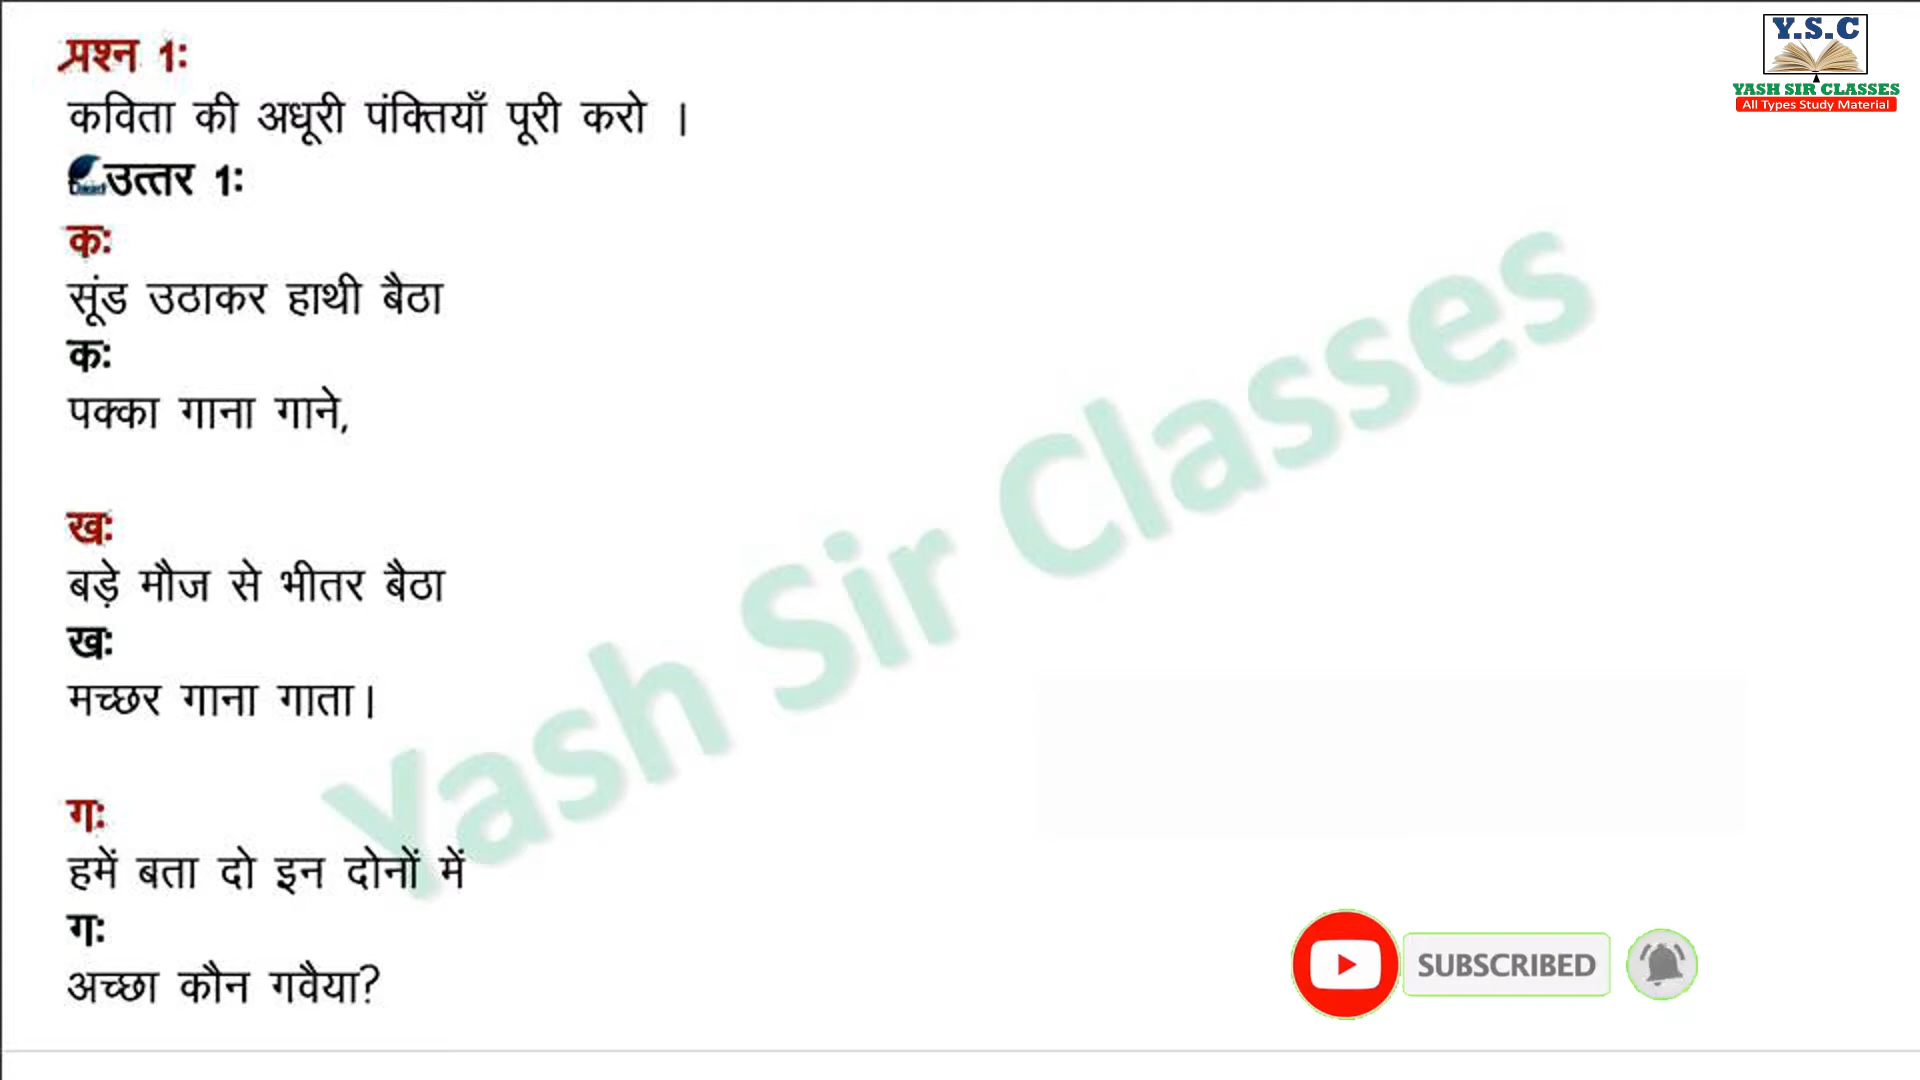 Y.S.C
YASH SIR CLASSES
All Types Study Material
प्रश्न 1:
कविता की अधूरी पंक्तियाँ पूरी करो ।
उत्तर 1:
क:
सूंड उठाकर हाथी बैठा
क:
पक्का गाना गाने,
ख:
बड़े मौज से भीतर बैठा
ख:
मच्छर गाना गाता।
ग:
हमें बता दो इन दोनों में
ग:
अच्छा कौन गवैया?
Yash Sir Classes
SUBSCRIBED